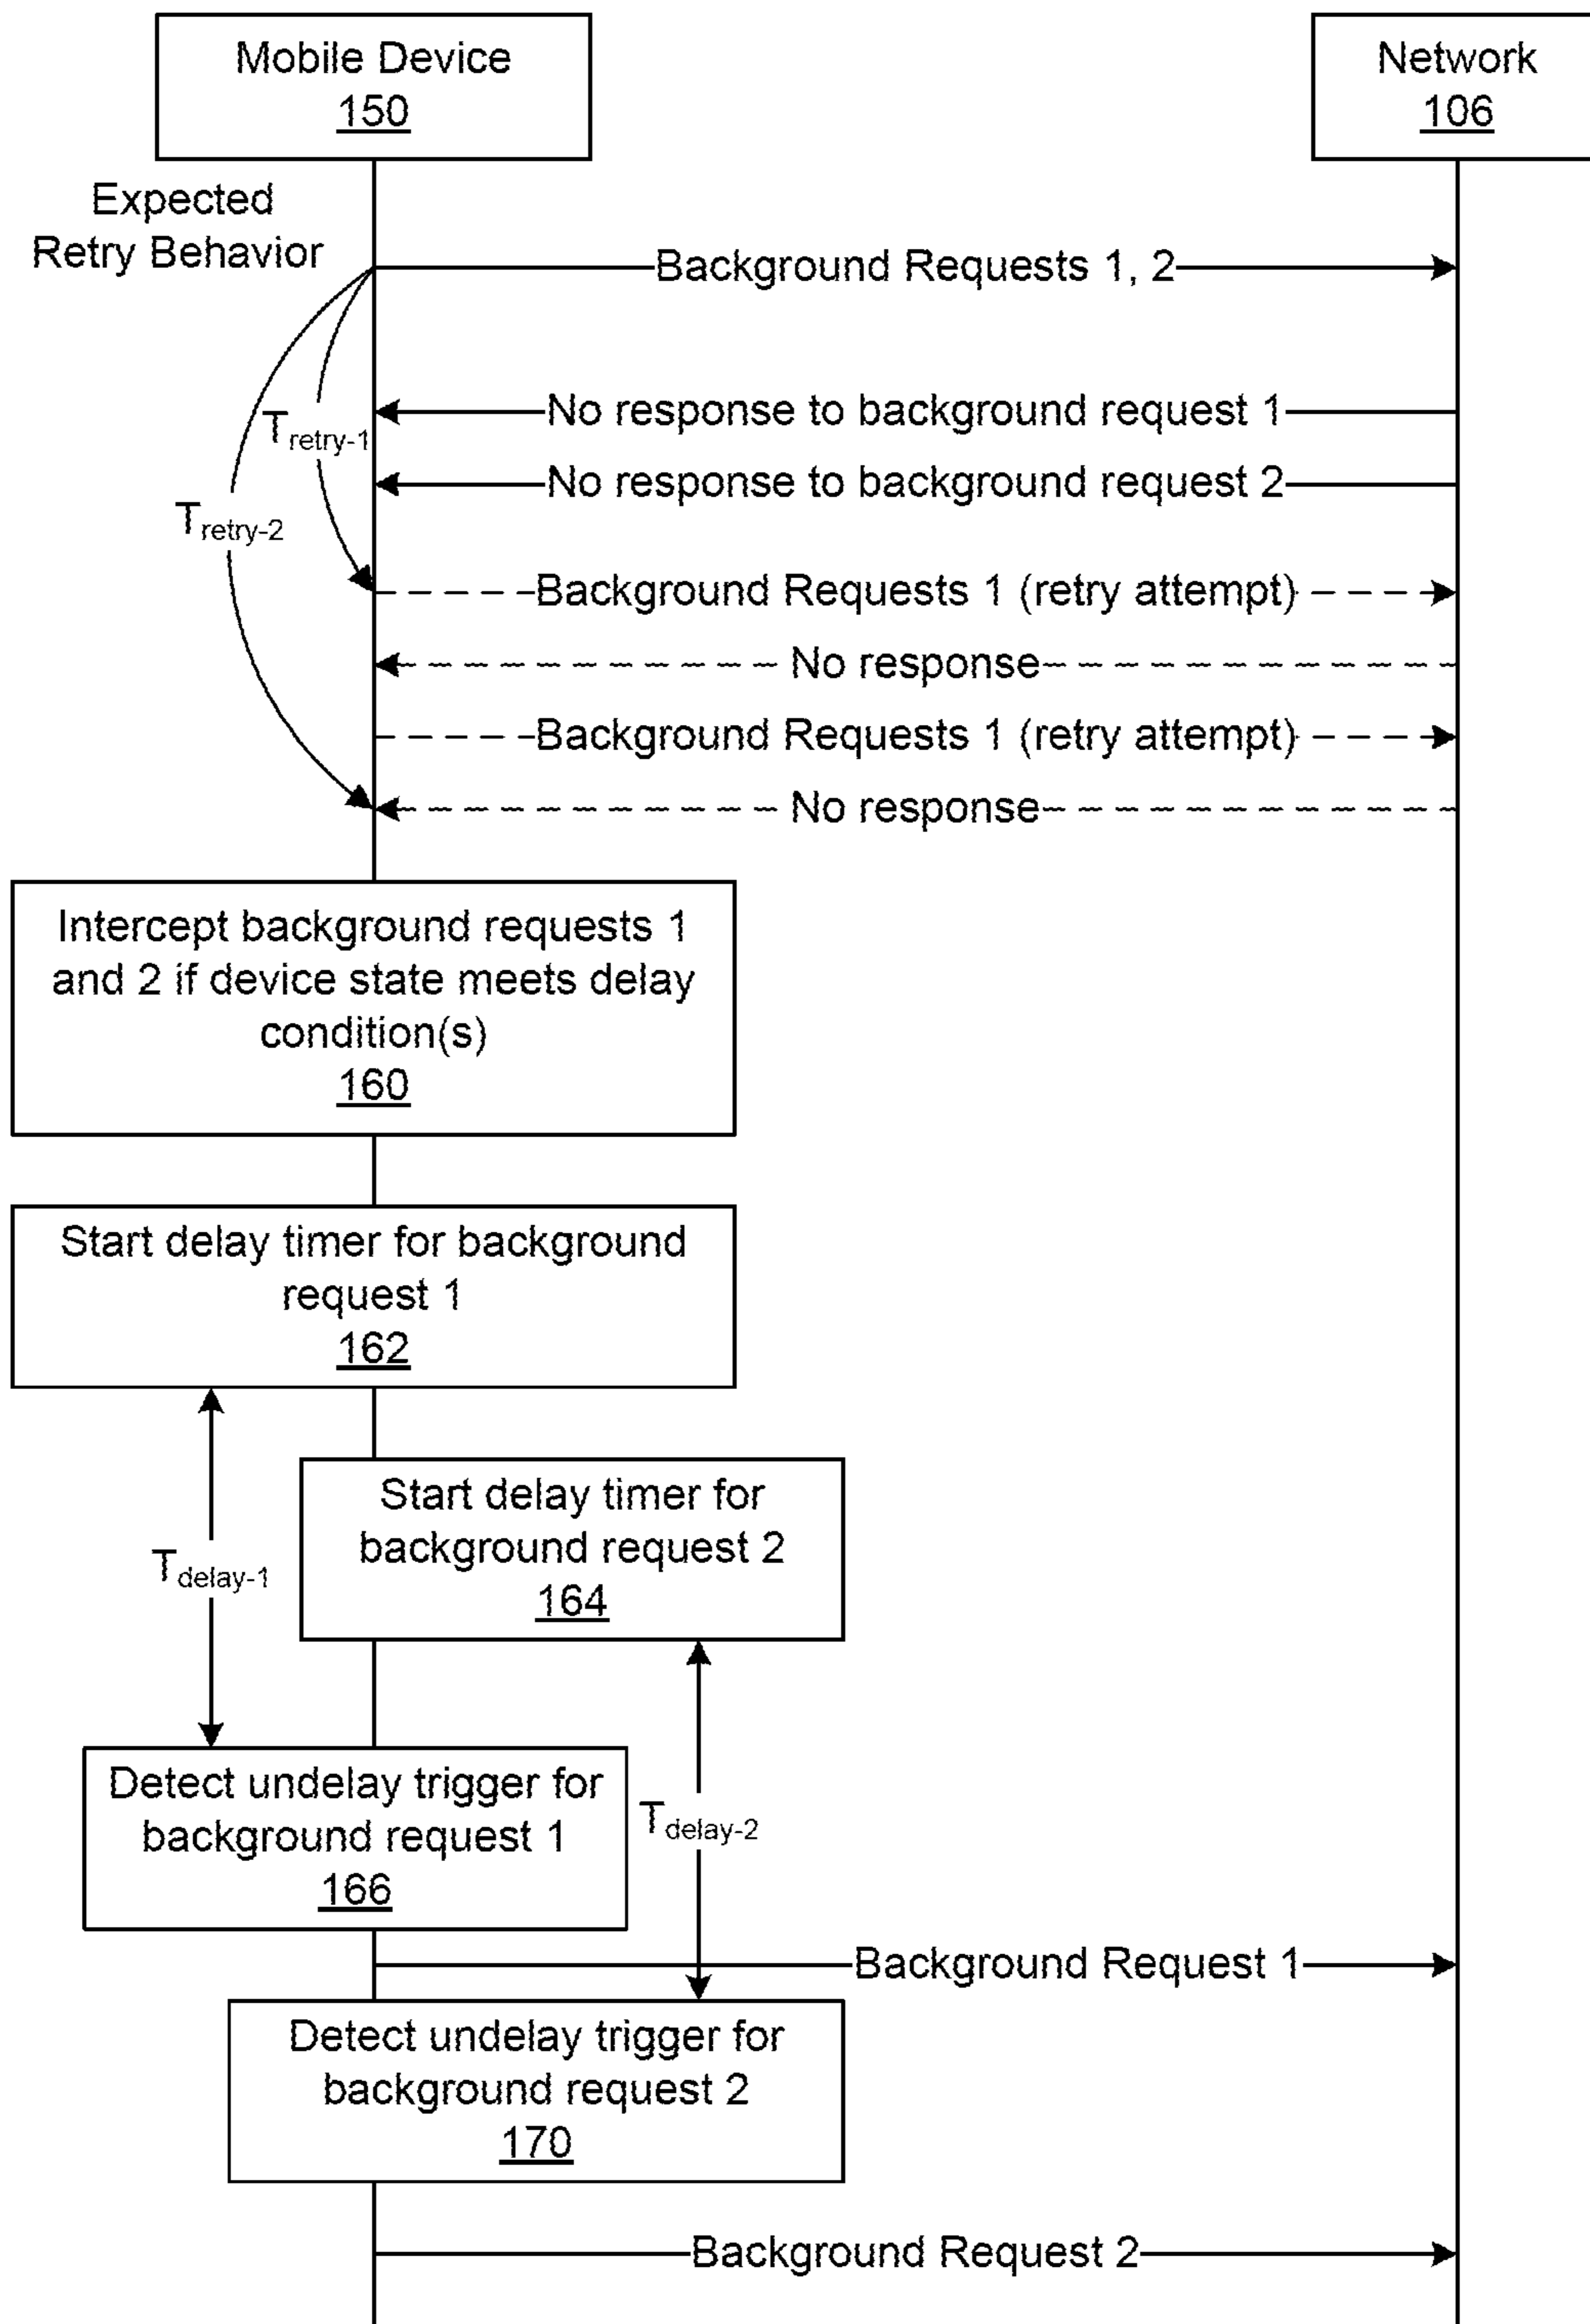 Mobile Device
150
Network
106
Expected
Retry Behavior
Background Requests 1, 2
No response to background request 1
Tretry-1
No response to background request 2
Tretry-2
Background Requests 1 (retry attempt)
No response
Background Requests 1 (retry attempt)
No response
Intercept background requests 1
and 2 if device state meets delay
condition(s)
160
Start delay timer for background
request 1
162
Start delay timer for
background request 2
164
Tdelay-1
Detect undelay trigger for
background request 1
166
Tdelay-2
Background Request 1
Detect undelay trigger for
background request 2
170
Background Request 2